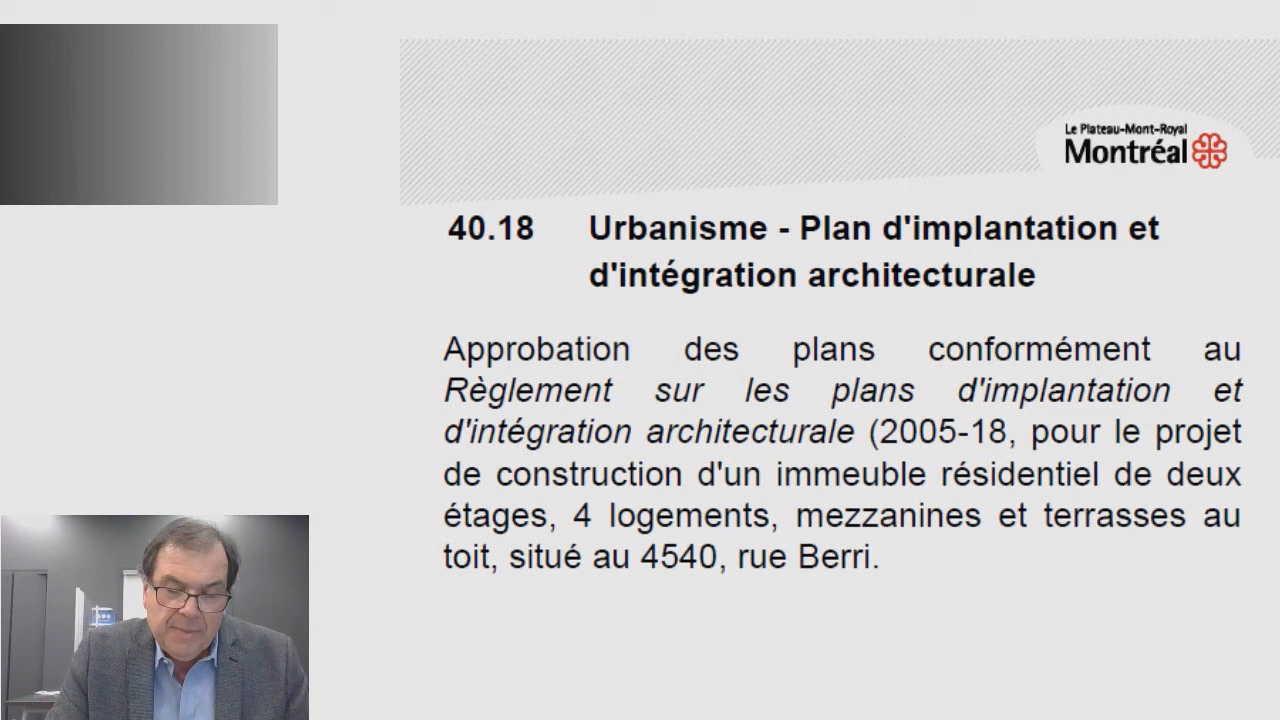 Le Plateau-Mont-Royal
Montréal
40.18 Urbanisme - Plan d'implantation et
d'intégration architecturale
Approbation des plans conformément au
Règlement sur les plans d'implantation et
d'intégration architecturale (2005-18, pour le projet
de construction d'un immeuble résidentiel de deux
étages, 4 logements, mezzanines et terrasses au
toit, situé au 4540, rue Berri.